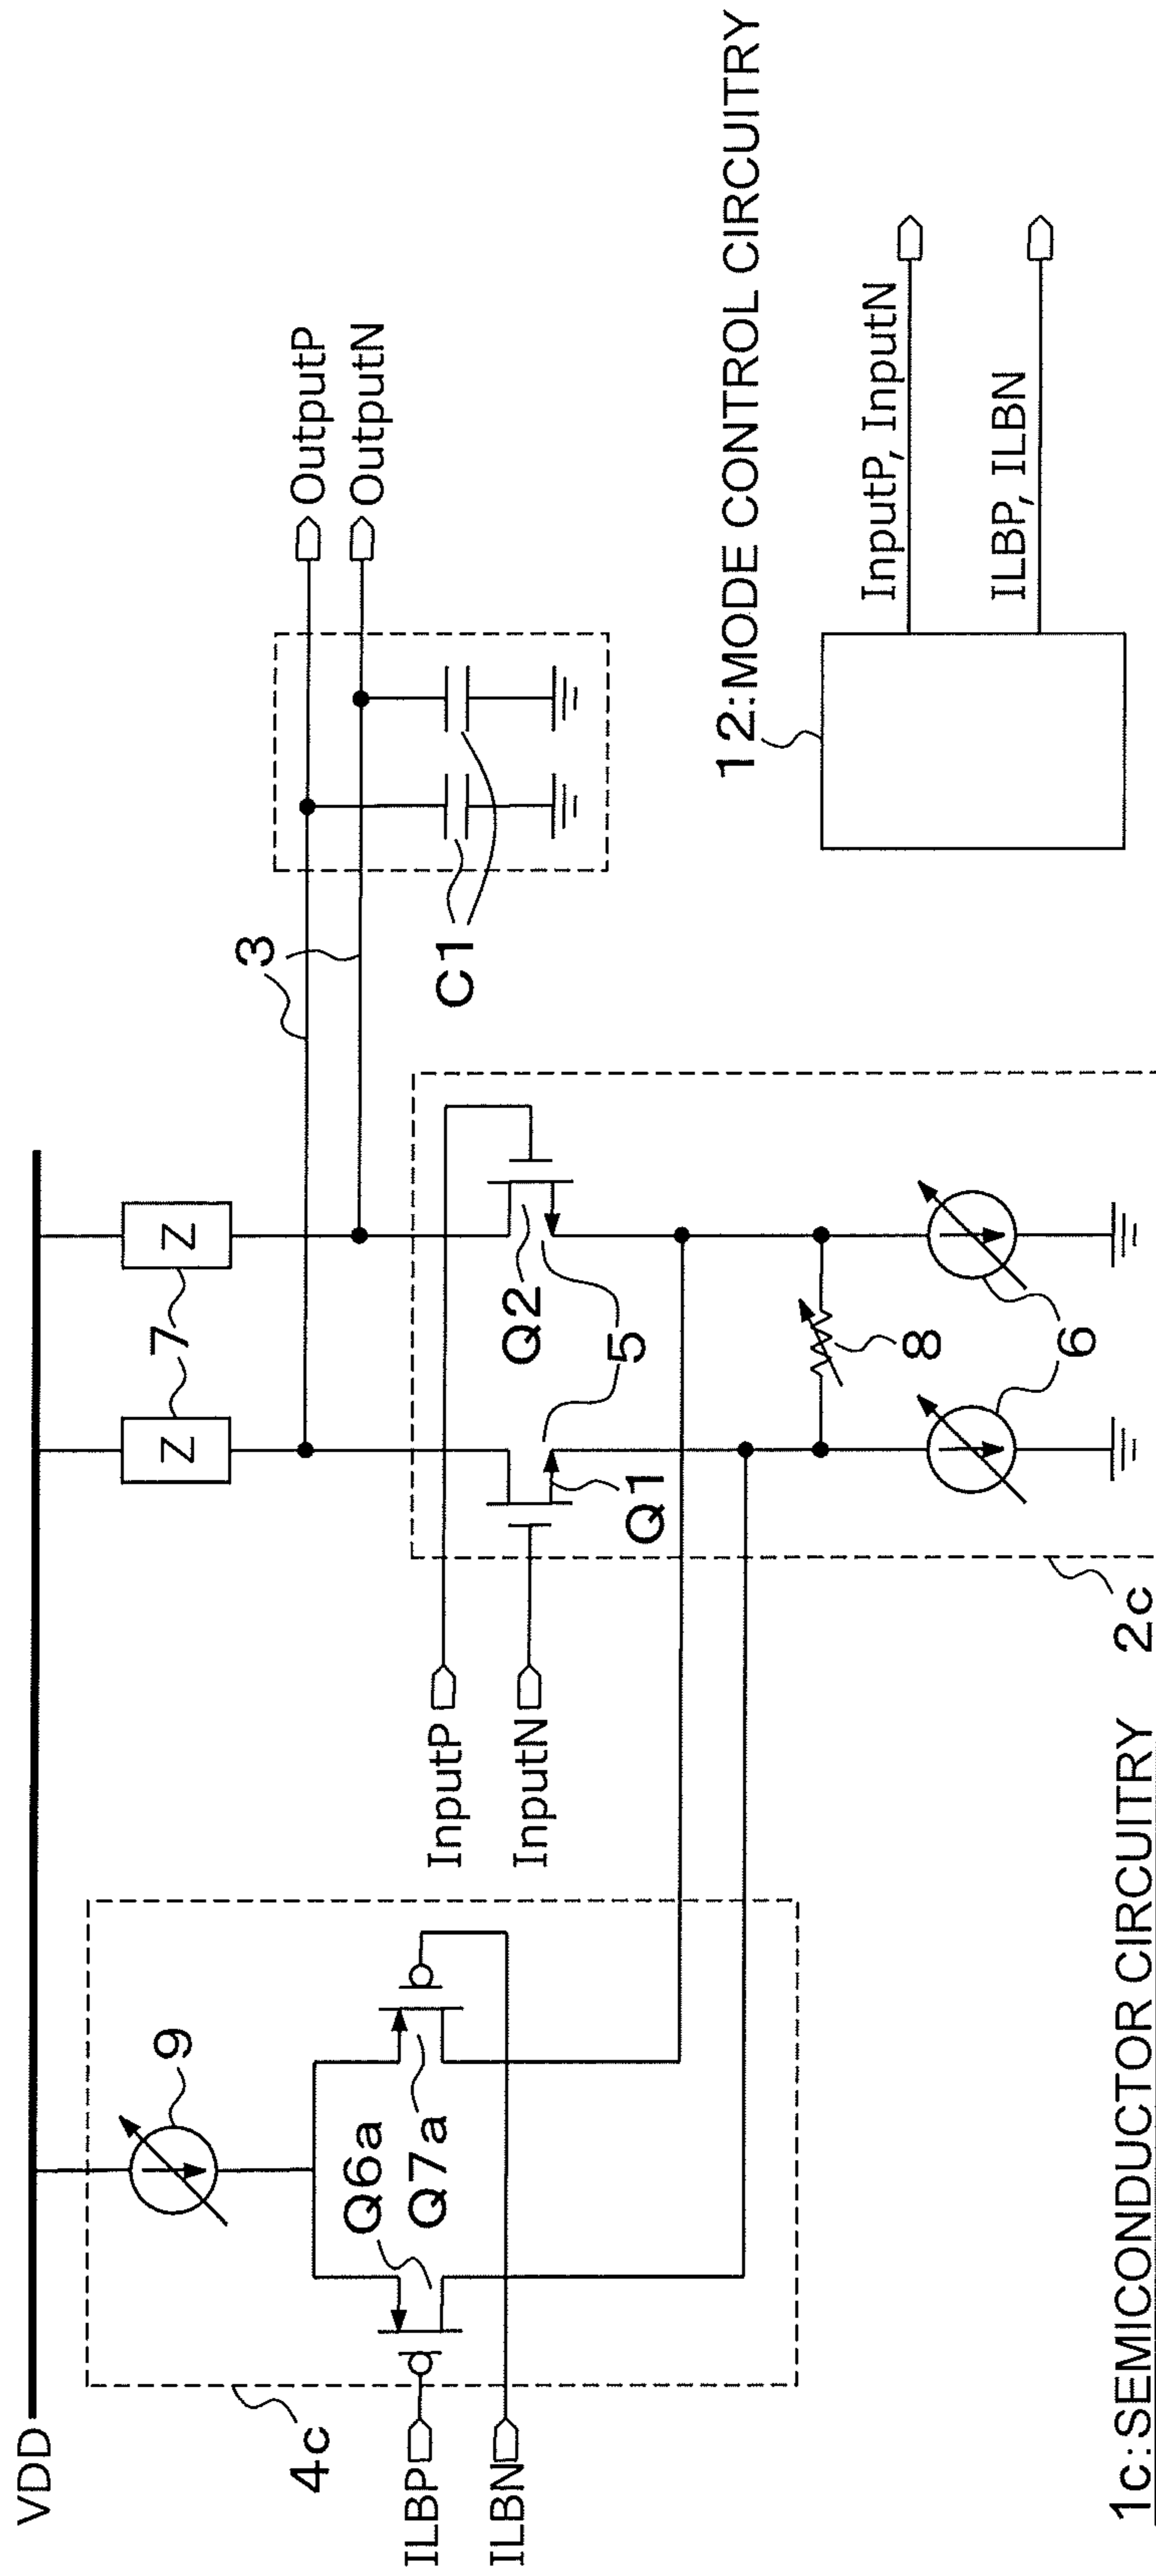 VDD
9
7
Z
Z
3
OutputP
OutputN
4c
Q6a
Q7a
ILBP
ILBN
InputP
InputN
Q1
Q2
5
C1
8
6
2c
12:MODE CONTROL CIRCUITRY
InputP, InputN
ILBP, ILBN
1c:SEMICONDUCTOR CIRCUITRY